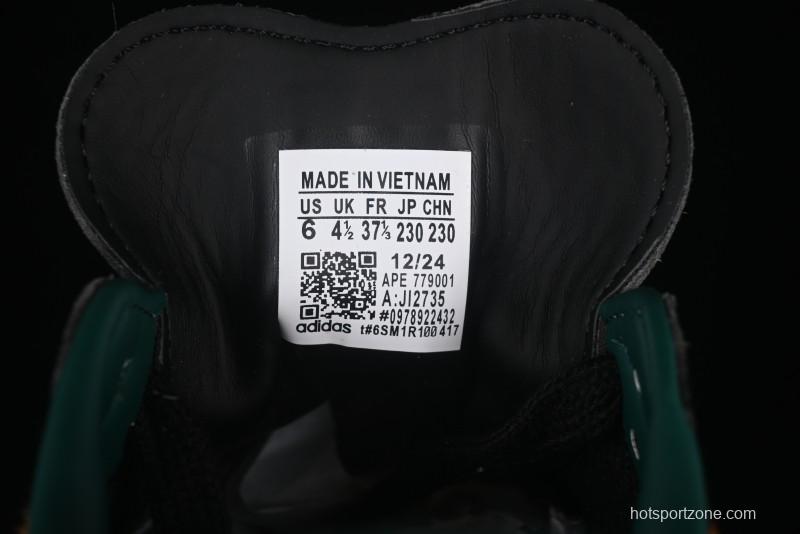 MADE IN VIETNAM
US UK FR JP CHN
6 4½ 37⅓ 230 230
12/24
APE 779001
A:JI2735
#0978922432
adidas t#6SM1R100417
hotsportzone.com